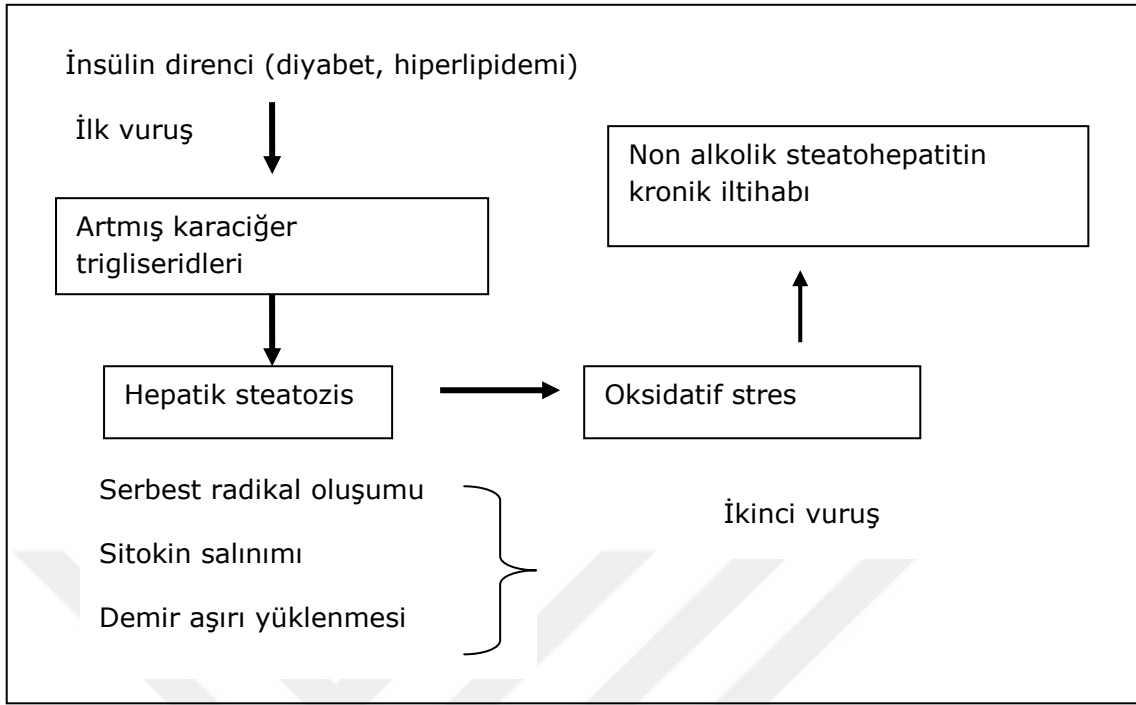 İnsülin direnci (diyabet, hiperlipidemi)
İlk vuruş
Artmış karaciğer
trigliseridleri
Hepatik steatozis
Oksidatif stres
Non alkolik steatohepatitin
kronik iltihabı
Serbest radikal oluşumu
Sitokin salınımı
Demir aşırı yüklenmesi
İkinci vuruş